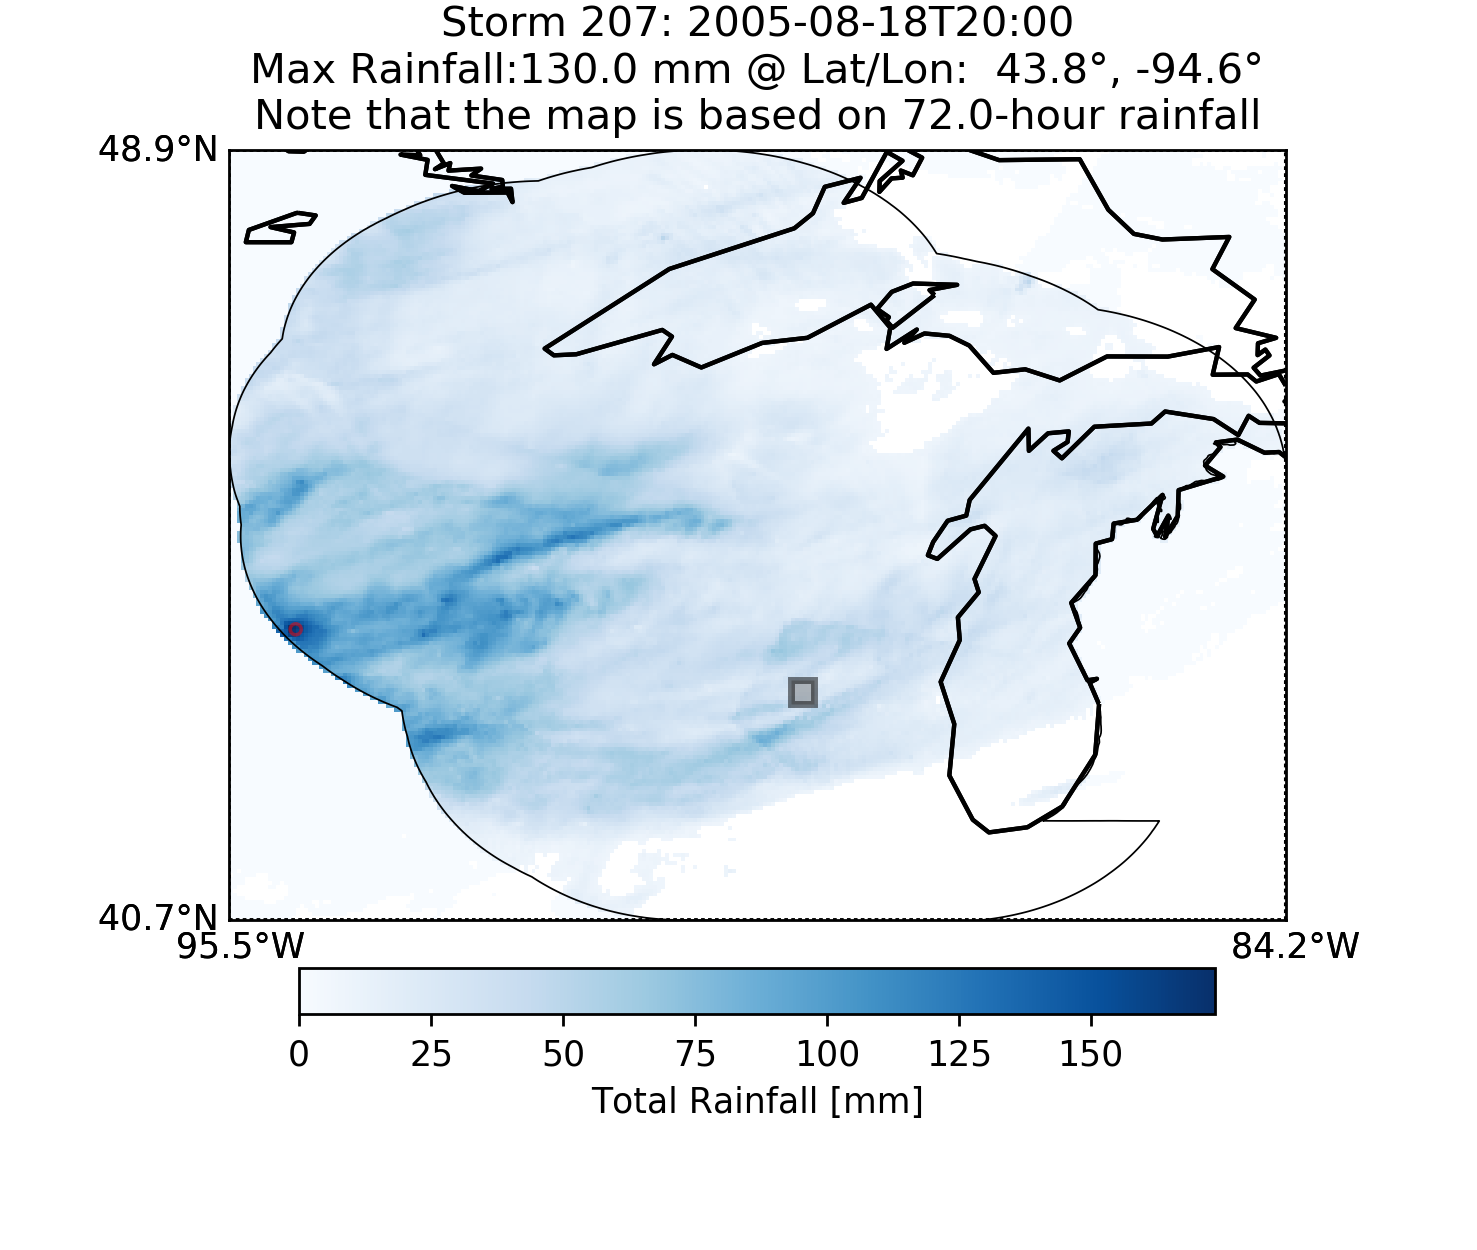 Storm 207: 2005-08-18T20:00
Max Rainfall:130.0 mm @ Lat/Lon:  43.8°, -94.6°
Note that the map is based on 72.0-hour rainfall
48.9°N
40.7°N
95.5°W 84.2°W
0 25 50 75 100 125 150
Total Rainfall [mm]